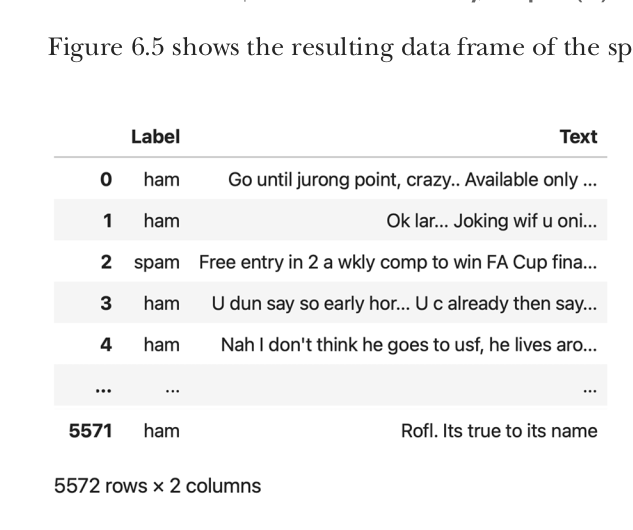 Figure 6.5 shows the resulting data frame of the sp
Label Text
0 ham Go until jurong point, crazy.. Available only ...
1 ham Ok lar... Joking wif u oni...
2 spam Free entry in 2 a wkly comp to win FA Cup fina...
3 ham U dun say so early hor... U c already then say...
4 ham Nah I don't think he goes to usf, he lives aro...
... ... ...
5571 ham Rofl. Its true to its name
5572 rows × 2 columns